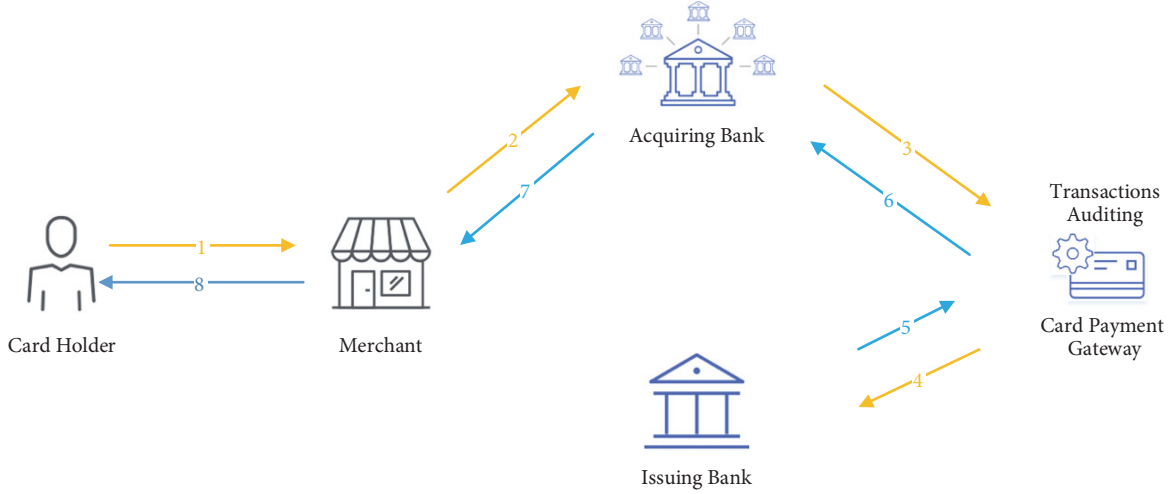 Acquiring Bank
2
3
7
6
Transactions
Auditing
1
8
5
4
Card Holder
Merchant
Card Payment
Gateway
Issuing Bank